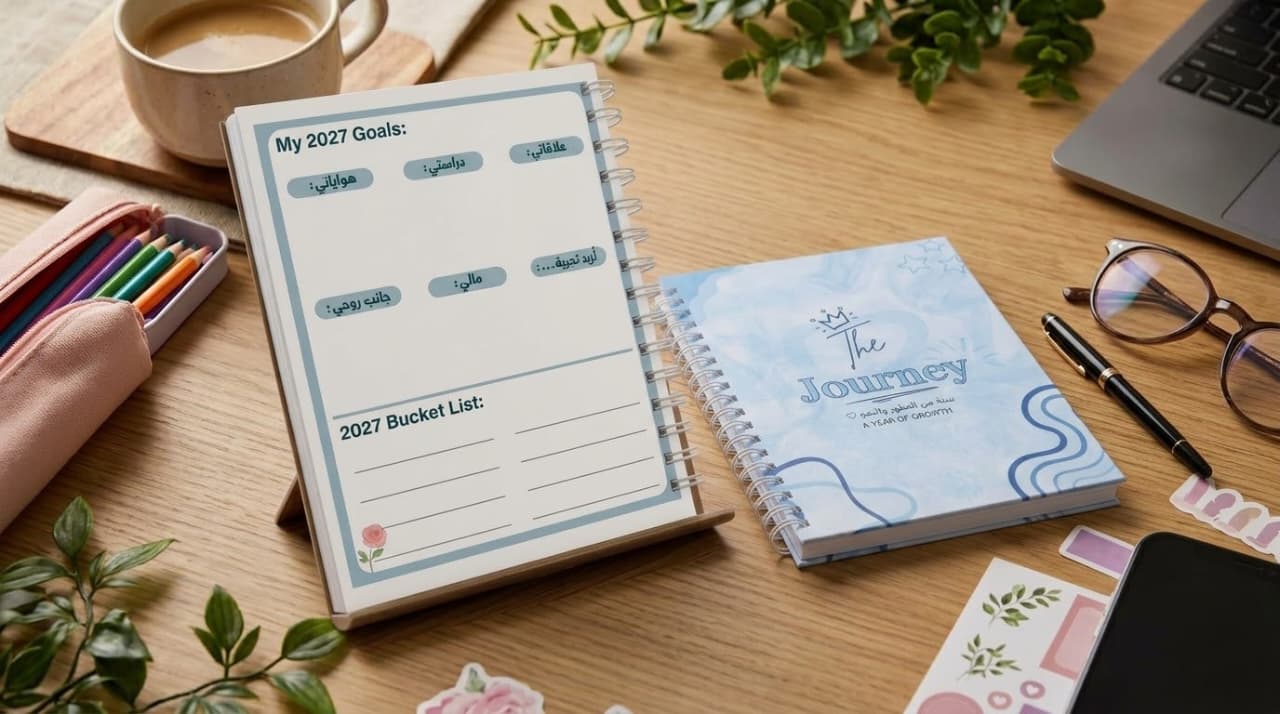 My 2027 Goals:
علاقاتي:
دراستي:
هواياتي:
أريد تجربة...:
مالي:
جانب روحي:
2027 Bucket List:
The
Journey
سنة من التطور والنمو ♡
A YEAR OF GROWTH